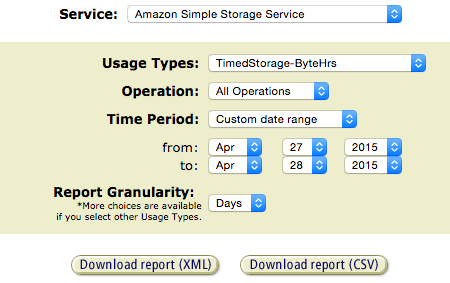 Service: Amazon Simple Storage Service
Usage Types: TimedStorage-ByteHrs
Operation: All Operations
Time Period: Custom date range
from: Apr 27 2015
to: Apr 28 2015
Report Granularity: Days
*More choices are available
if you select other Usage Types.
Download report (XML) Download report (CSV)